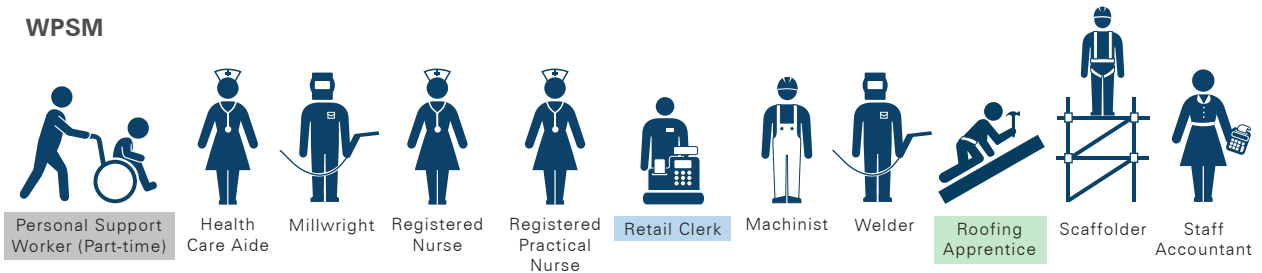 WPSM
Personal Support
Worker (Part-time)
Health
Care Aide
Millwright
Registered
Nurse
Registered
Practical
Nurse
Retail Clerk
Machinist
Welder
Roofing
Apprentice
Scaffolder
Staff
Accountant